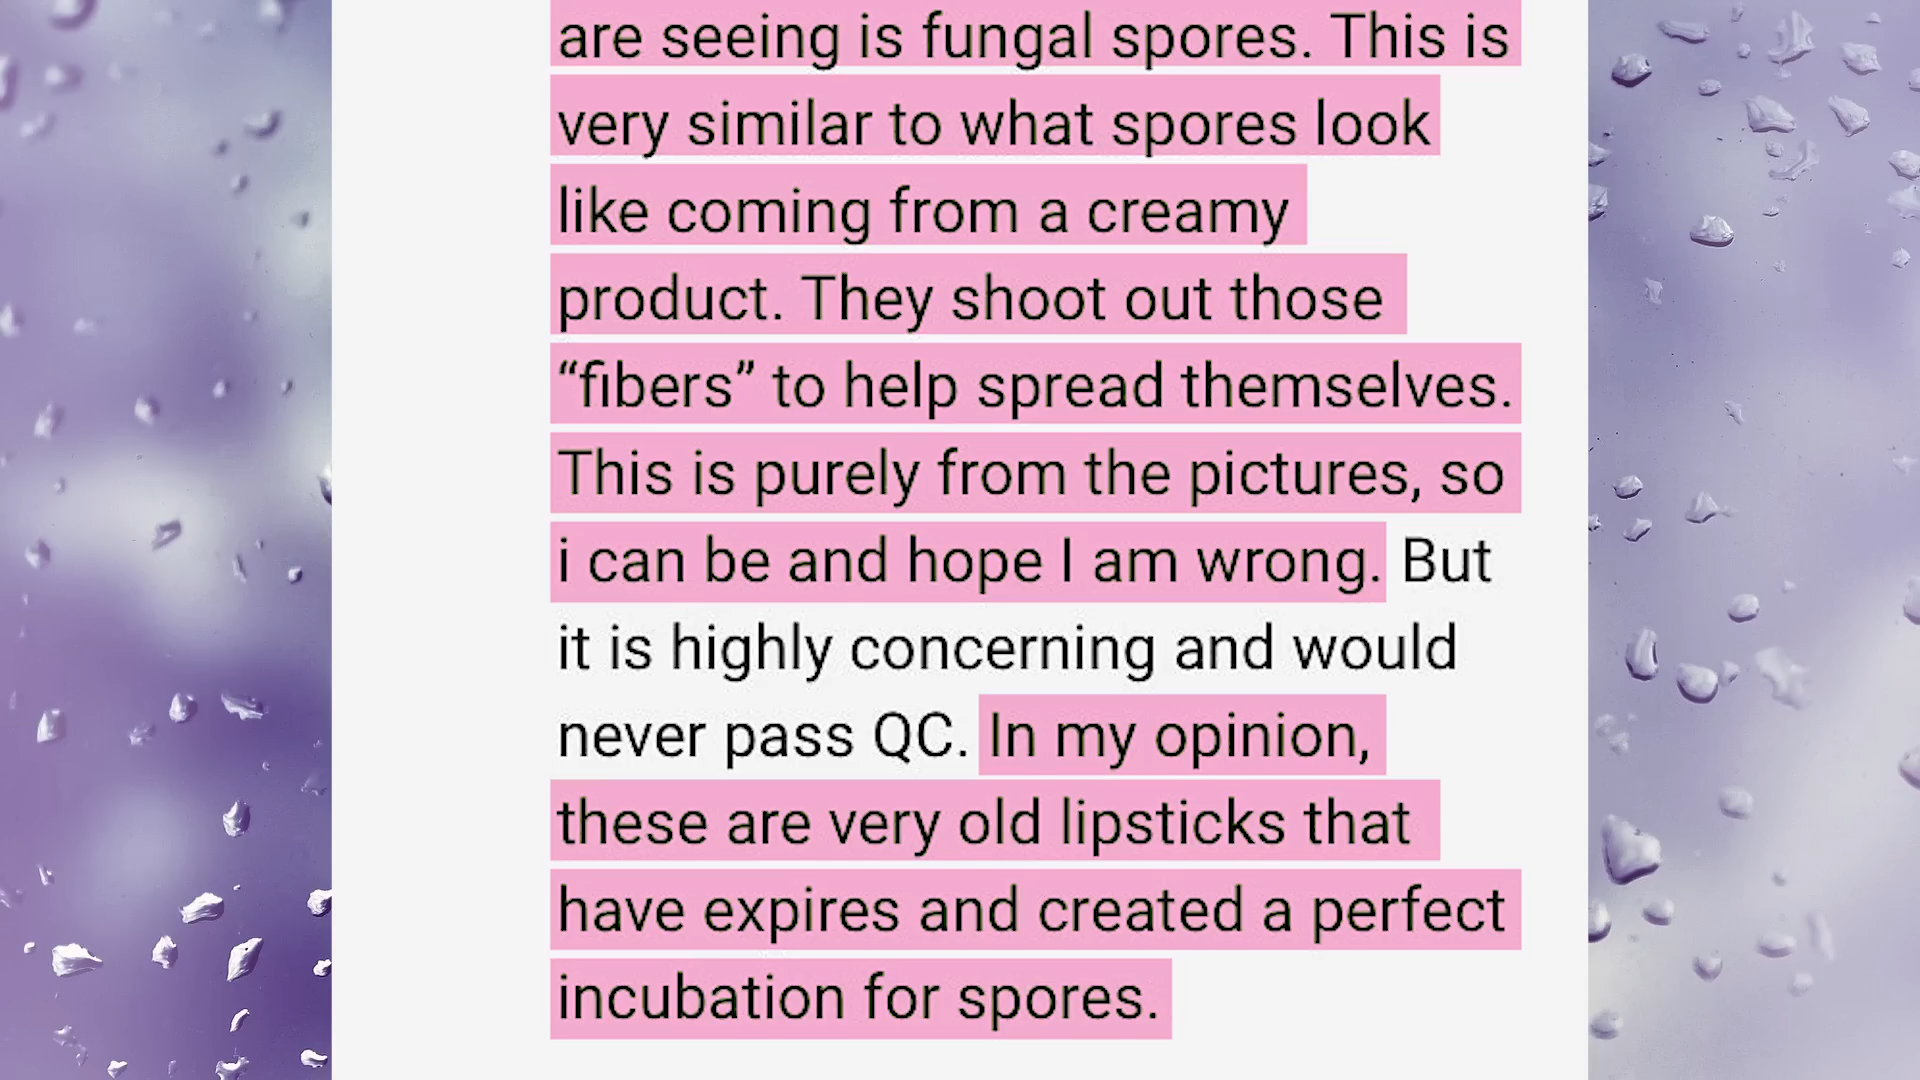 are seeing is fungal spores. This is
very similar to what spores look
like coming from a creamy
product. They shoot out those
“fibers” to help spread themselves.
This is purely from the pictures, so
i can be and hope I am wrong. But
it is highly concerning and would
never pass QC. In my opinion,
these are very old lipsticks that
have expires and created a perfect
incubation for spores.